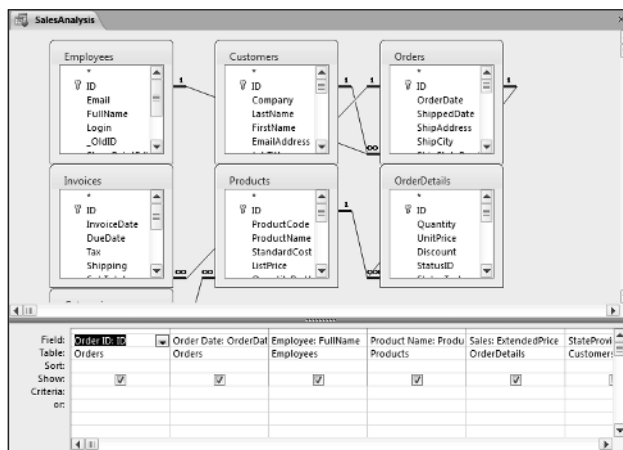 SalesAnalysis
Employees
*
ID
Email
FullName
Login
_OldID
Customers
*
ID
Company
LastName
FirstName
EmailAddress
Orders
*
ID
OrderDate
ShippedDate
ShipAddress
ShipCity
1
1
1
1
∞
Invoices
*
ID
InvoiceDate
DueDate
Tax
Shipping
Products
*
ID
ProductCode
ProductName
StandardCost
ListPrice
OrderDetails
*
ID
Quantity
UnitPrice
Discount
StatusID
1
∞
∞
∞
Field: Order ID: ID Order Date: OrderDat Employee: FullName Product Name: Produ Sales: ExtendedPrice StateProvi
Table: Orders Orders Employees Products OrderDetails Customers
Sort:
Show:
Criteria:
or: